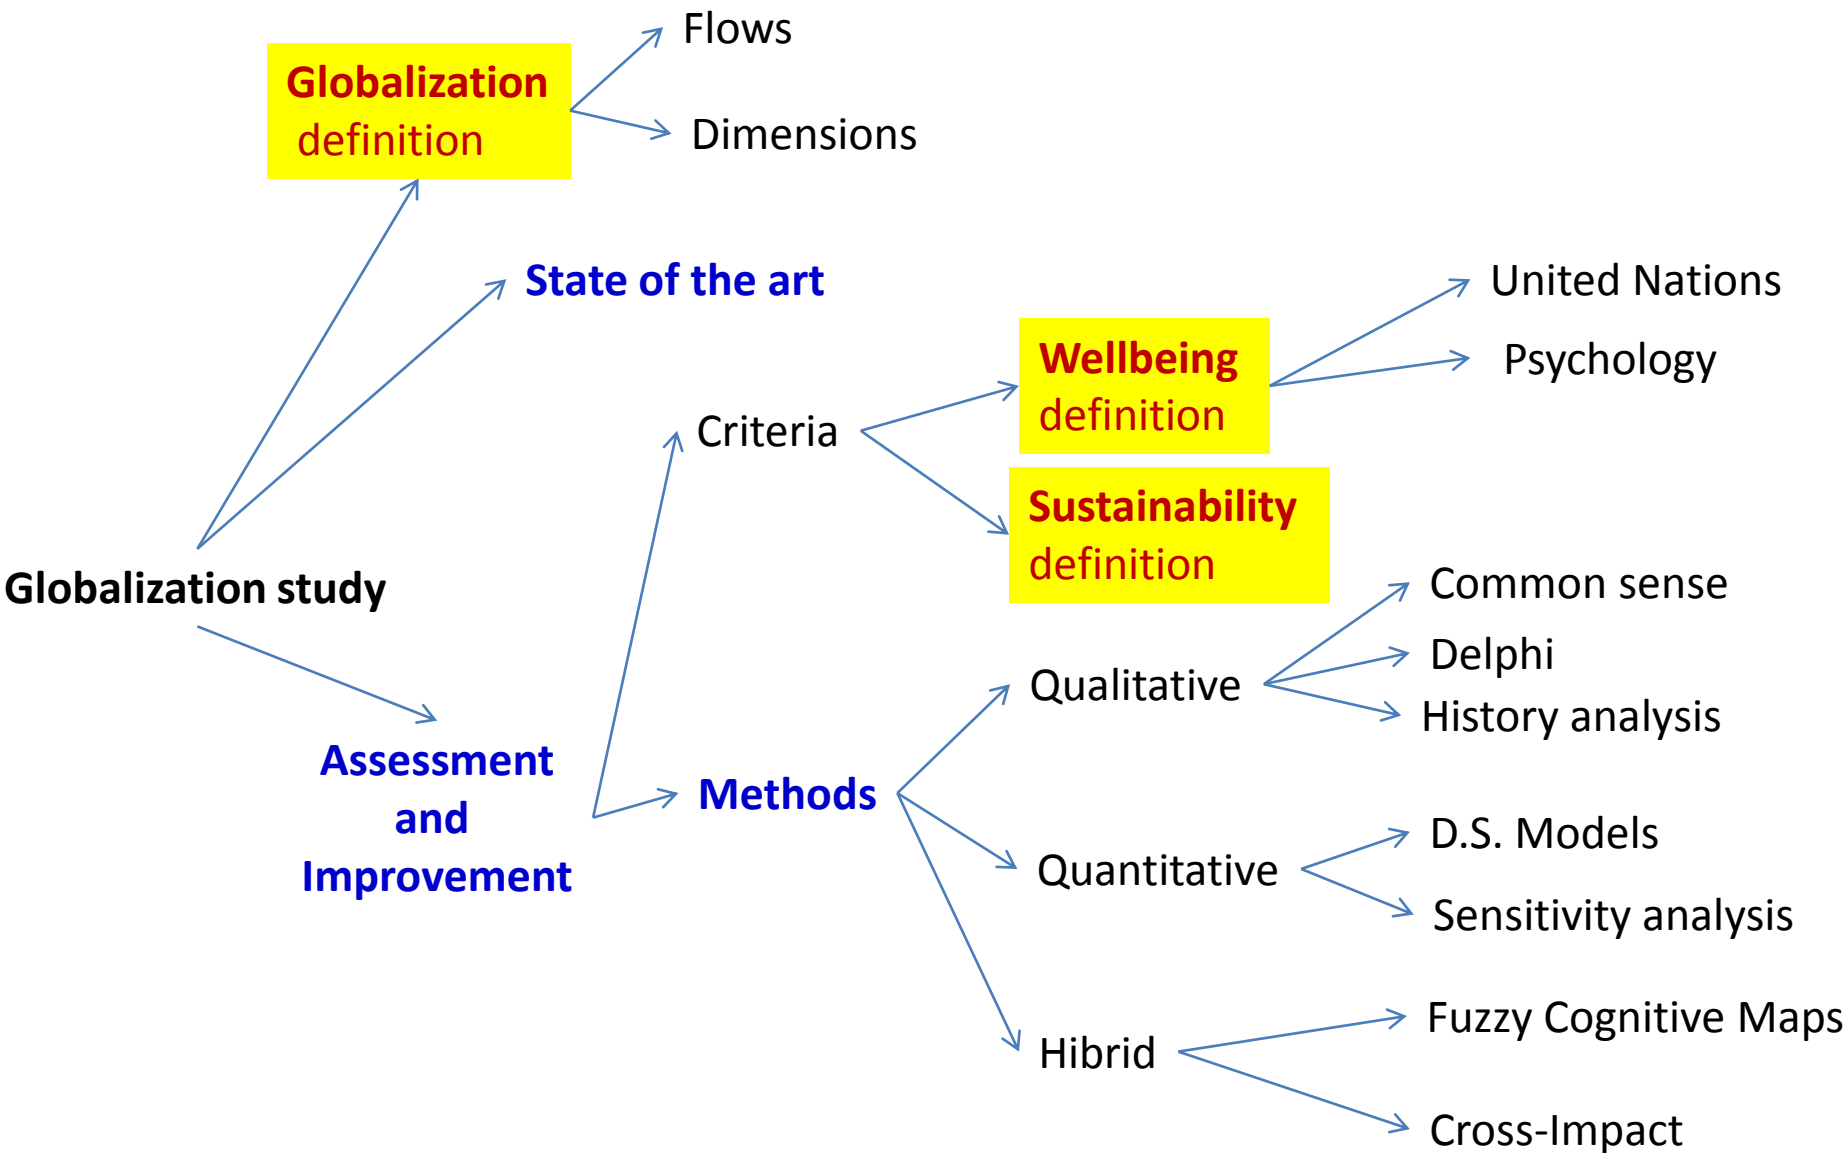 Flows
Globalization
definition
Dimensions
State of the art
United Nations
Wellbeing
definition
Psychology
Criteria
Sustainability
definition
Globalization study
Common sense
Delphi
Qualitative
History analysis
Assessment
and
Improvement
Methods
D.S. Models
Quantitative
Sensitivity analysis
Fuzzy Cognitive Maps
Hibrid
Cross-Impact